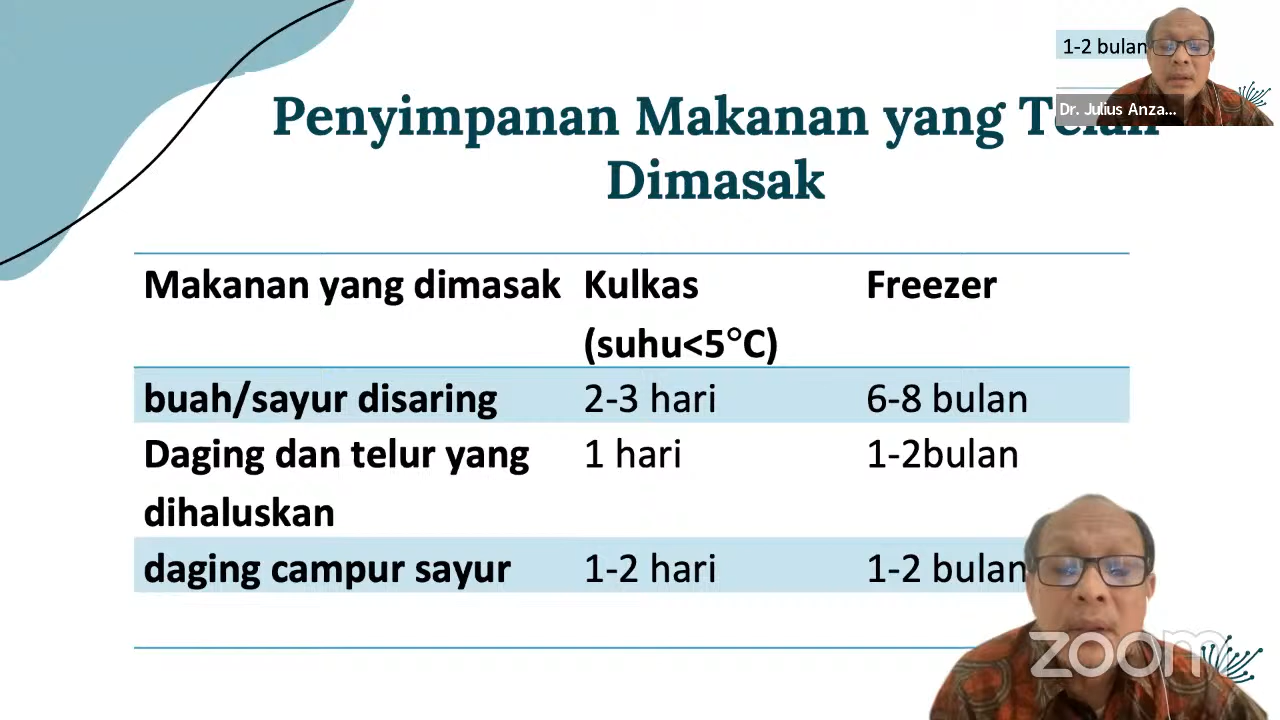 1-2 bulan
Dr. Julius Anza...
Penyimpanan Makanan yang Telah
Dimasak
Makanan yang dimasak Kulkas Freezer
(suhu<5°C)
buah/sayur disaring 2-3 hari 6-8 bulan
Daging dan telur yang 1 hari 1-2bulan
dihaluskan
daging campur sayur 1-2 hari 1-2 bulan
zoom